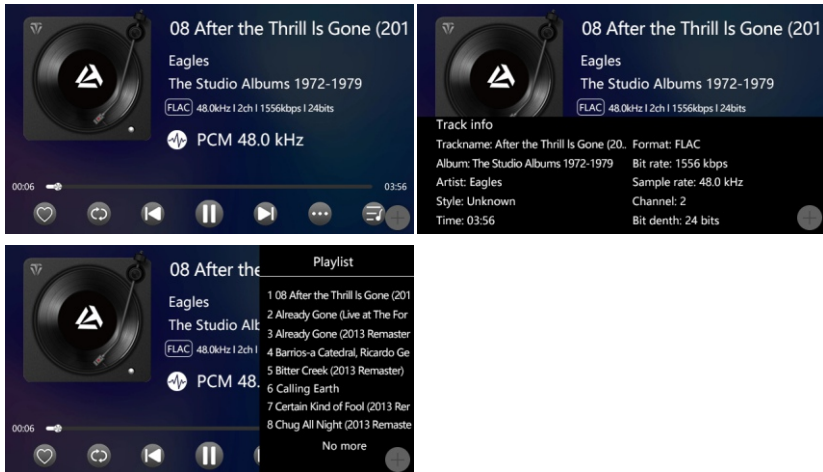 08 After the Thrill Is Gone (201
Eagles
The Studio Albums 1972-1979
FLAC 48.0kHz I 2ch I 1556kbps I 24bits
PCM 48.0 kHz
00:06
03:56
08 After the Thrill Is Gone (201
Eagles
The Studio Albums 1972-1979
FLAC 48.0kHz I 2ch I 1556kbps I 24bits
Track info
Trackname: After the Thrill Is Gone (20..
Album: The Studio Albums 1972-1979
Artist: Eagles
Style: Unknown
Time: 03:56
Format: FLAC
Bit rate: 1556 kbps
Sample rate: 48.0 kHz
Channel: 2
Bit denth: 24 bits
08 After the
Eagles
The Studio Alb
FLAC 48.0kHz I 2ch I
PCM 48.
00:06
Playlist
1 08 After the Thrill Is Gone (201
2 Already Gone (Live at The For
3 Already Gone (2013 Remaster
4 Barrios-a Catedral, Ricardo Ge
5 Bitter Creek (2013 Remaster)
6 Calling Earth
7 Certain Kind of Fool (2013 Rer
8 Chug All Night (2013 Remaste
No more